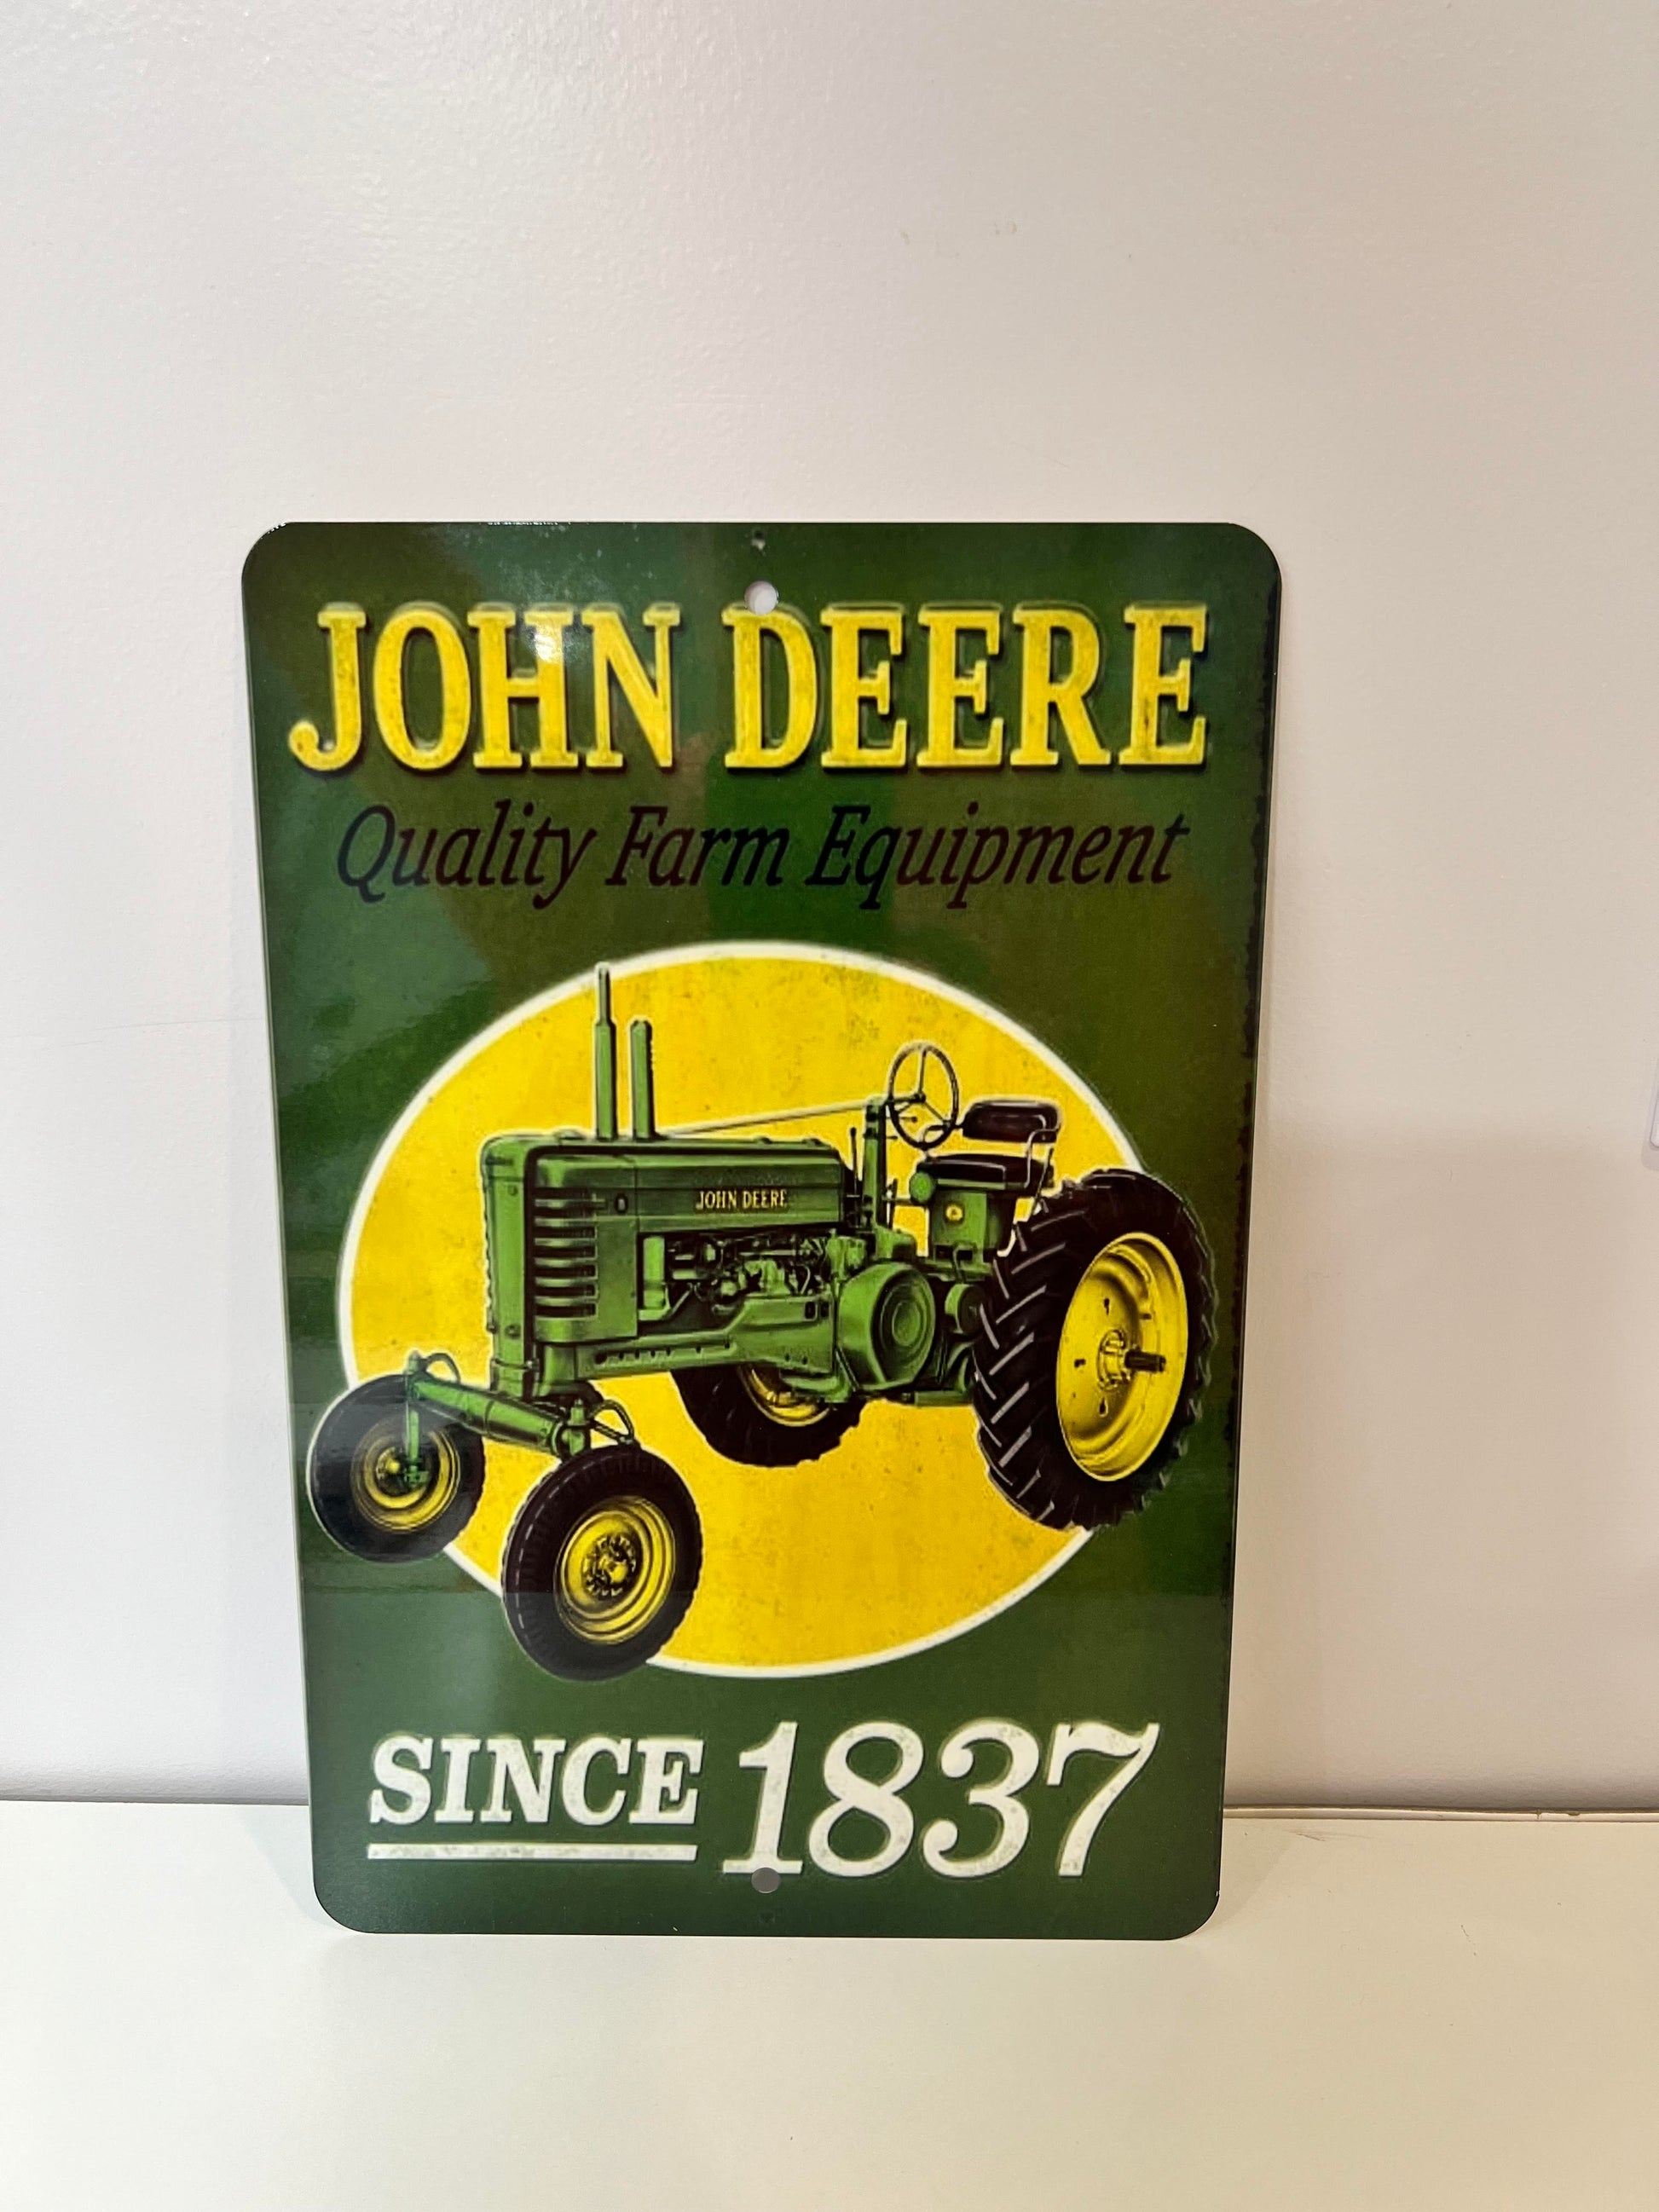 JOHN DEERE
Quality Farm Equipment
JOHN DEERE
SINCE 1837